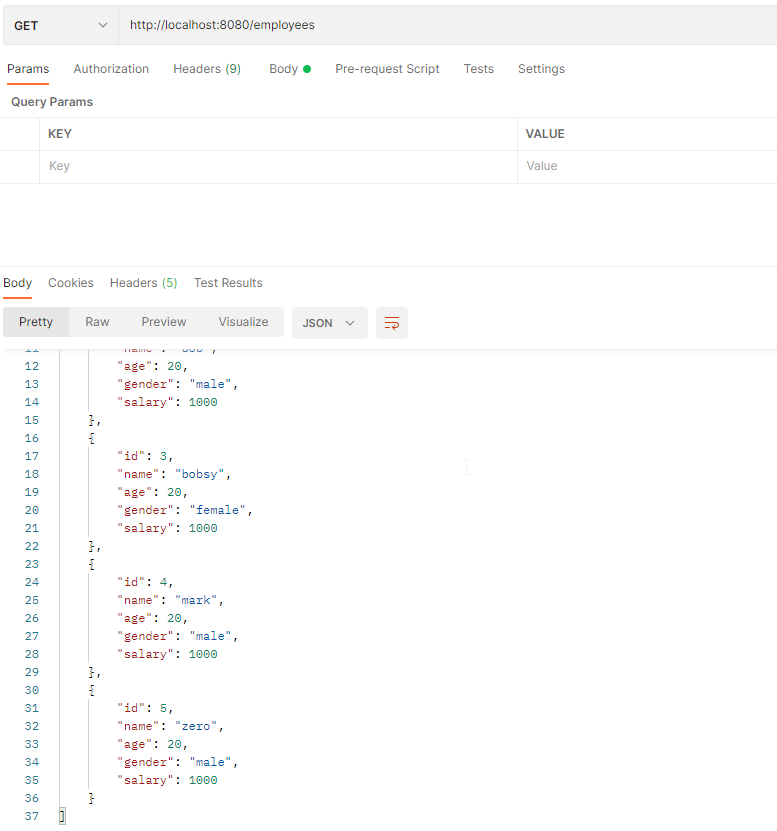 GET http://localhost:8080/employees
Params Authorization Headers (9) Body Pre-request Script Tests Settings
Query Params
KEY VALUE
Key Value
Body Cookies Headers (5) Test Results
Pretty Raw Preview Visualize JSON
11 "name": "bob",
12 "age": 20,
13 "gender": "male",
14 "salary": 1000
15 },
16 {
17 "id": 3,
18 "name": "bobsy",
19 "age": 20,
20 "gender": "female",
21 "salary": 1000
22 },
23 {
24 "id": 4,
25 "name": "mark",
26 "age": 20,
27 "gender": "male",
28 "salary": 1000
29 },
30 {
31 "id": 5,
32 "name": "zero",
33 "age": 20,
34 "gender": "male",
35 "salary": 1000
36 }
37 ]